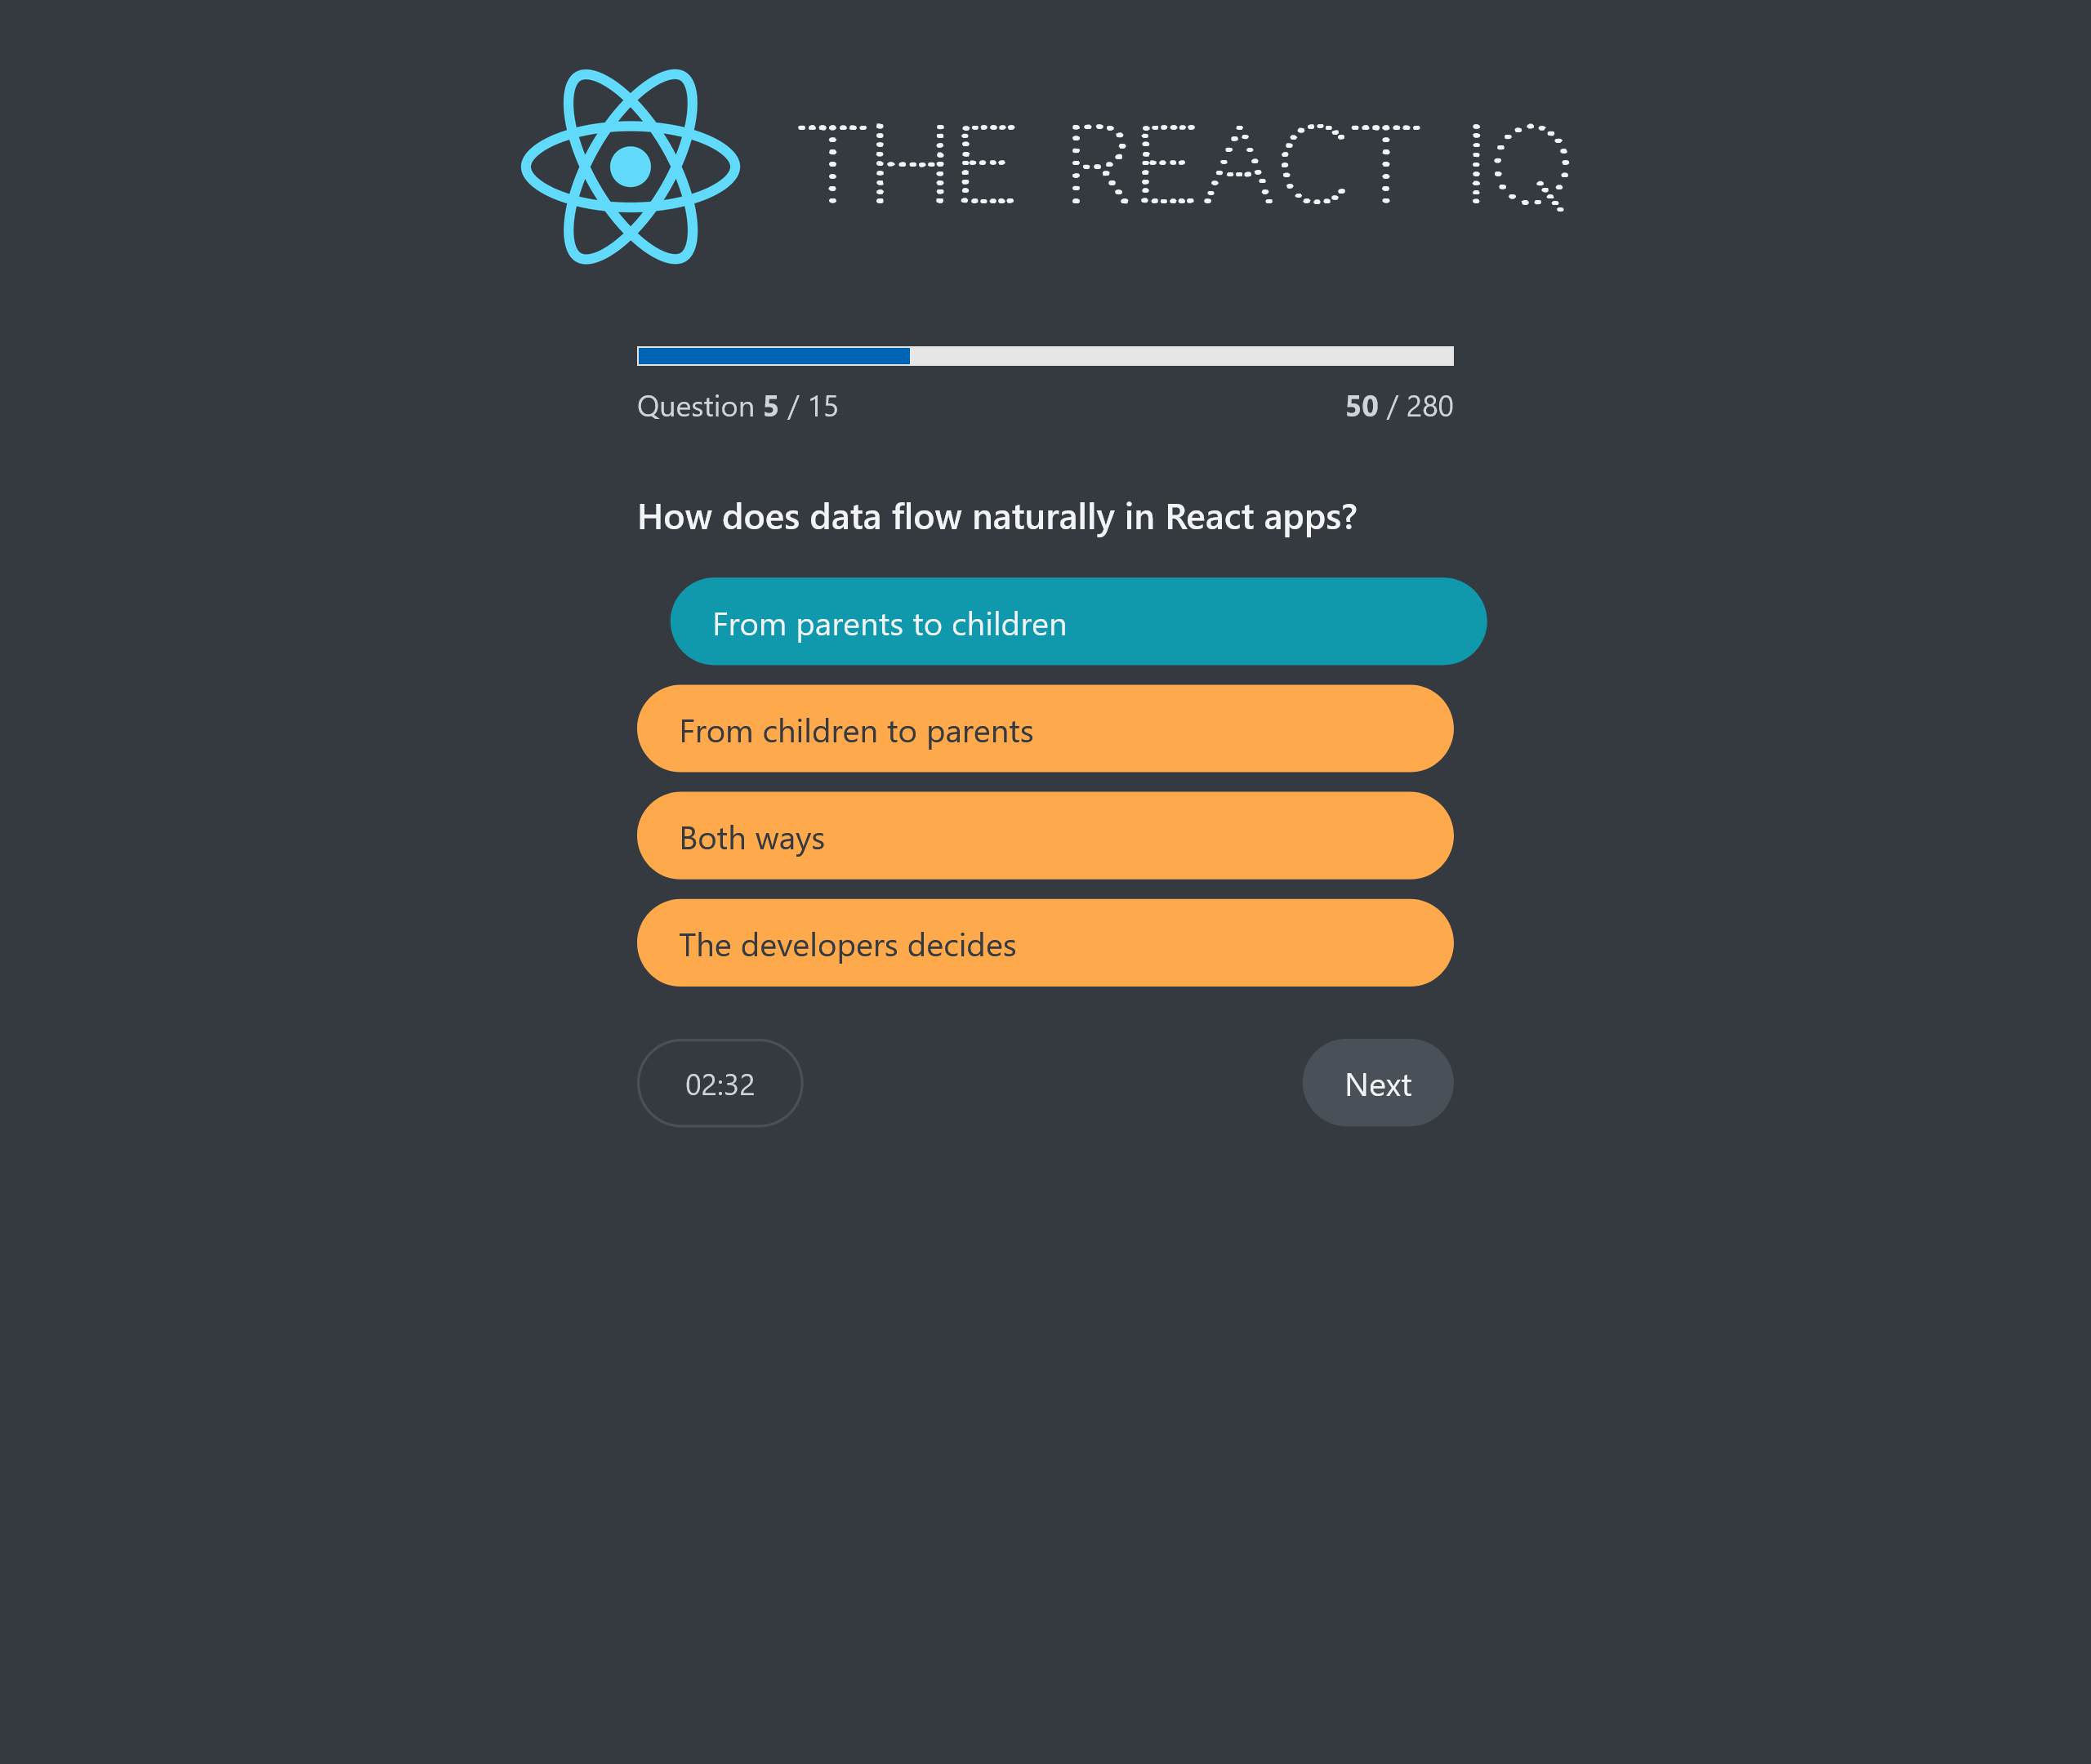 THE REACT IQ
Question 5 / 15
50 / 280
How does data flow naturally in React apps?
From parents to children
From children to parents
Both ways
The developers decides
02:32
Next